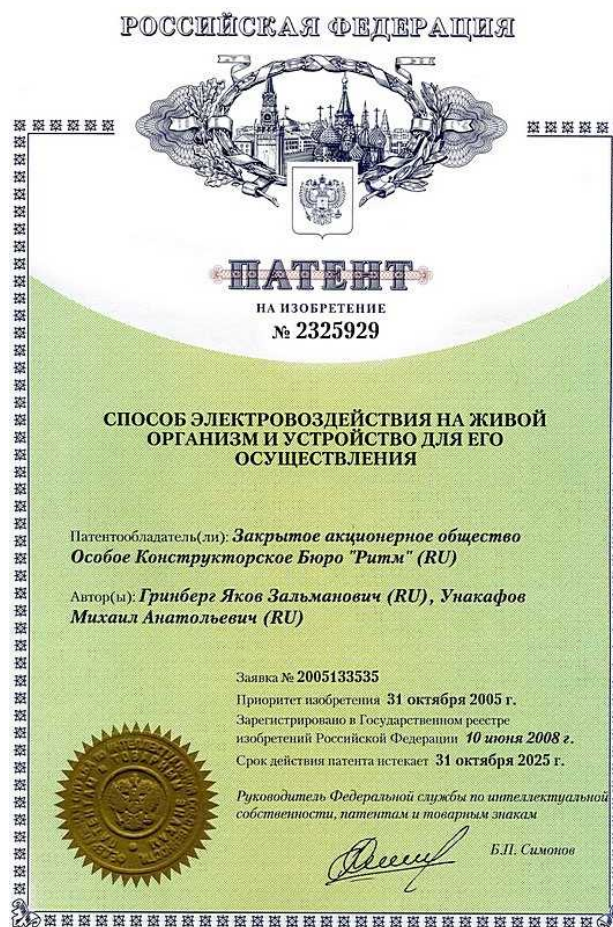 РОССИЙСКАЯ ФЕДЕРАЦИЯ
ПАТЕНТ
НА ИЗОБРЕТЕНИЕ
№ 2325929
СПОСОБ ЭЛЕКТРОВОЗДЕЙСТВИЯ НА ЖИВОЙ
ОРГАНИЗМ И УСТРОЙСТВО ДЛЯ ЕГО
ОСУЩЕСТВЛЕНИЯ
Патентообладатель(ли): Закрытое акционерное общество
Особое Конструкторское Бюро "Ритм" (RU)
Автор(ы): Гринберг Яков Зальманович (RU), Унакафов
Михаил Анатольевич (RU)
Заявка № 2005133535
Приоритет изобретения 31 октября 2005 г.
Зарегистрировано в Государственном реестре
изобретений Российской Федерации 10 июня 2008 г.
Срок действия патента истекает 31 октября 2025 г.
Руководитель Федеральной службы по интеллектуальной
собственности, патентам и товарным знакам
Б.П. Симонов